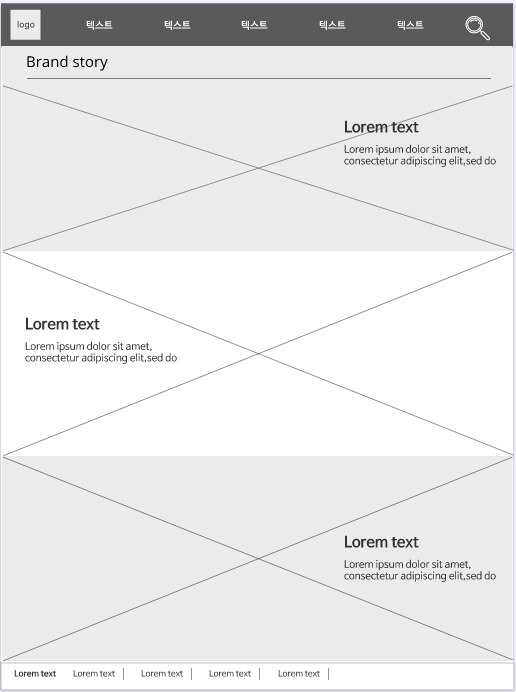 logo 텍스트 텍스트 텍스트 텍스트 텍스트
Brand story
Lorem text
Lorem ipsum dolor sit amet,
consectetur adipiscing elit,sed do
Lorem text
Lorem ipsum dolor sit amet,
consectetur adipiscing elit,sed do
Lorem text
Lorem ipsum dolor sit amet,
consectetur adipiscing elit,sed do
Lorem text Lorem text Lorem text Lorem text Lorem text